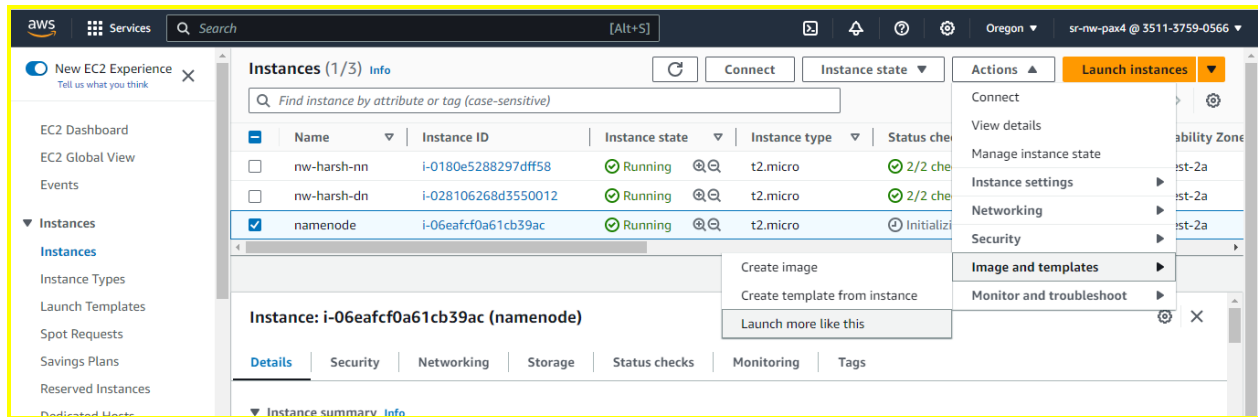 aws Services Search [Alt+S] Oregon sr-nw-pax4 @ 3511-3759-0566
New EC2 Experience
Tell us what you think
EC2 Dashboard
EC2 Global View
Events
Instances
Instances
Instance Types
Launch Templates
Spot Requests
Savings Plans
Reserved Instances
Dedicated Hosts
Instances (1/3) Info Connect Instance state Actions Launch instances
Find instance by attribute or tag (case-sensitive)
Name Instance ID Instance state Instance type Status che ability Zone
nw-harsh-nn i-0180e5288297dff58 Running t2.micro 2/2 che est-2a
nw-harsh-dn i-028106268d3550012 Running t2.micro 2/2 che est-2a
namenode i-06eafcf0a61cb39ac Running t2.micro Initializi est-2a
Connect
View details
Manage instance state
Instance settings
Networking
Security
Image and templates
Monitor and troubleshoot
Create image
Create template from instance
Launch more like this
Instance: i-06eafcf0a61cb39ac (namenode)
Details Security Networking Storage Status checks Monitoring Tags
Instance summary Info